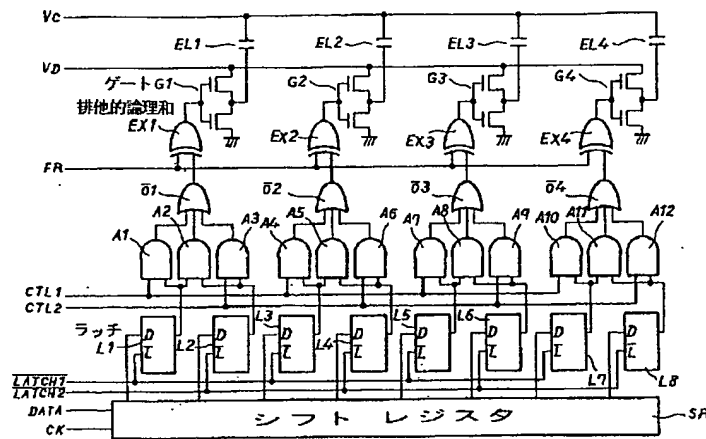 VC
EL1 EL2 EL3 EL4
VD
ゲートG1 G2 G3 G4
排他的論理和
EX1 EX2 EX3 EX4
FR
O1 O2 O3 O4
A1 A2 A3 A4 A5 A6 A7 A8 A9 A10 A11 A12
CTL1
CTL2
ラッチ
L1 L2 L3 L4 L5 L6 L7 L8
D D D D D D D D
L L L L L L L L
LATCH1
LATCH2
DATA
CK
シフトレジスタ
SR